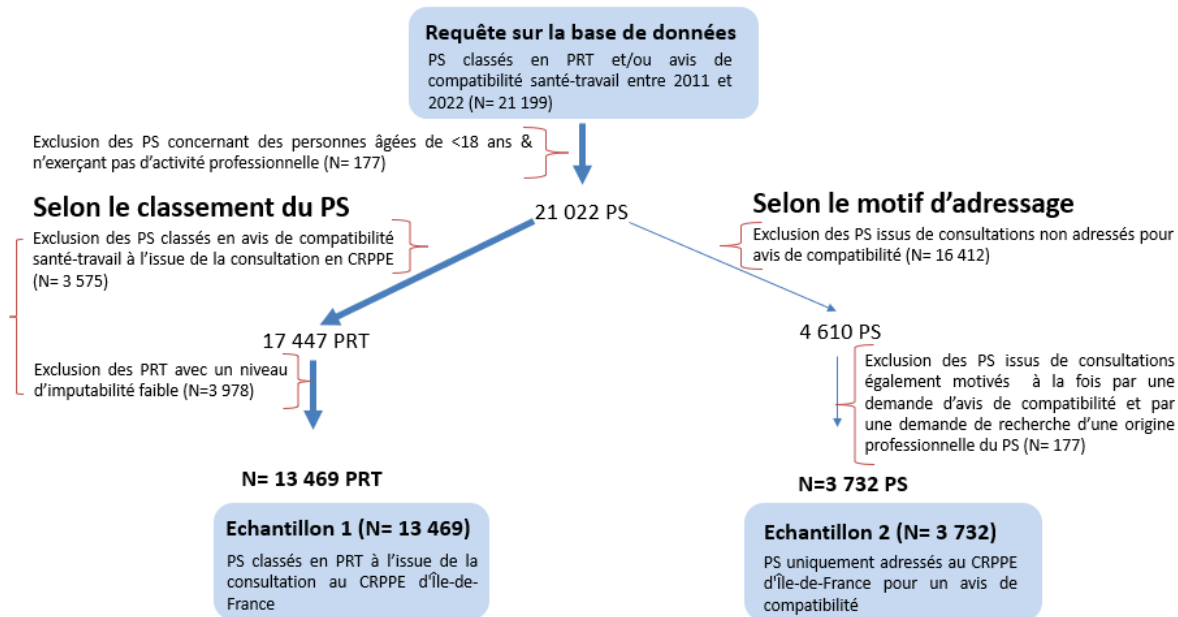 Requête sur la base de données
PS classés en PRT et/ou avis de
compatibilité santé-travail entre 2011 et
2022 (N= 21 199)
Exclusion des PS concernant des personnes âgées de <18 ans &
n'exerçant pas d'activité professionnelle (N= 177)
21 022 PS
Selon le classement du PS
Exclusion des PS classés en avis de compatibilité
santé-travail à l'issue de la consultation en CRPPE
(N= 3 575)
17 447 PRT
Exclusion des PRT avec un niveau
d'imputabilité faible (N=3 978)
N= 13 469 PRT
Echantillon 1 (N= 13 469)
PS classés en PRT à l'issue de la
consultation au CRPPE d'Île-de-
France
Selon le motif d'adressage
Exclusion des PS issus de consultations non adressés pour
avis de compatibilité (N= 16 412)
4 610 PS
Exclusion des PS issus de consultations
également motivés à la fois par une
demande d'avis de compatibilité et par
une demande de recherche d'une origine
professionnelle du PS (N= 177)
N=3 732 PS
Echantillon 2 (N= 3 732)
PS uniquement adressés au CRPPE
d'Île-de-France pour un avis de
compatibilité